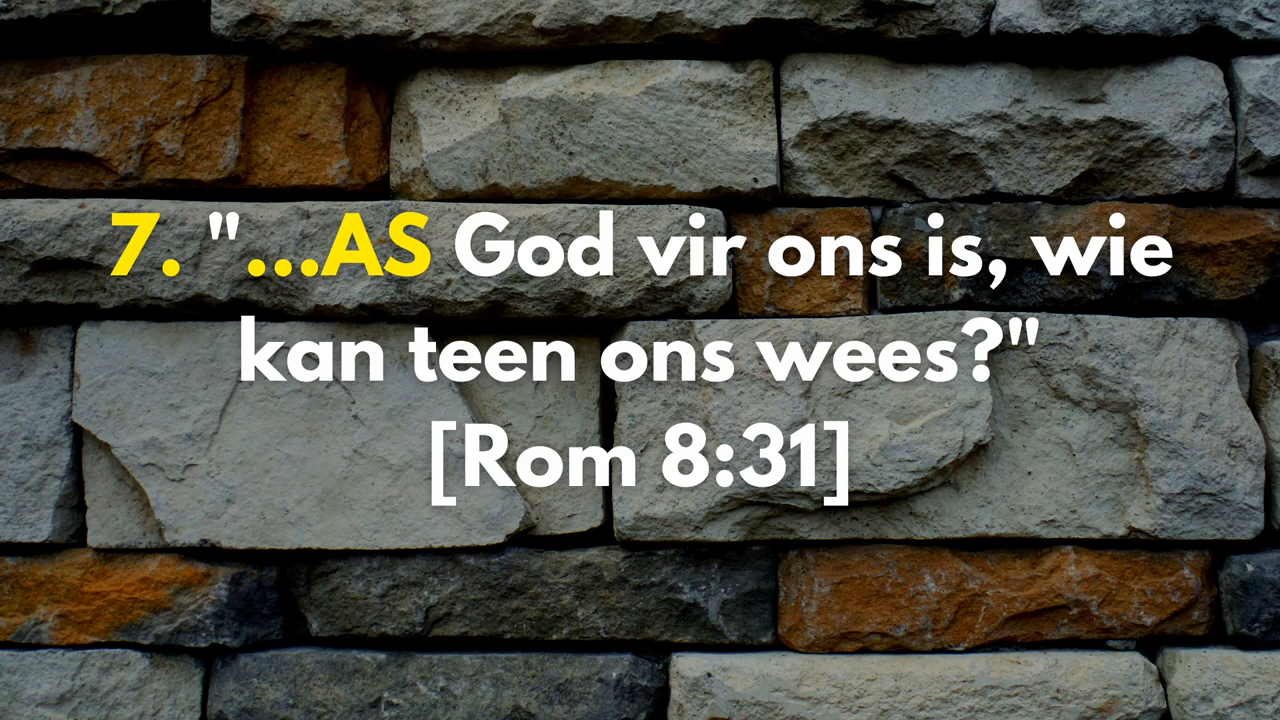 7. "...AS God vir ons is, wie
kan teen ons wees?"
[Rom 8:31]